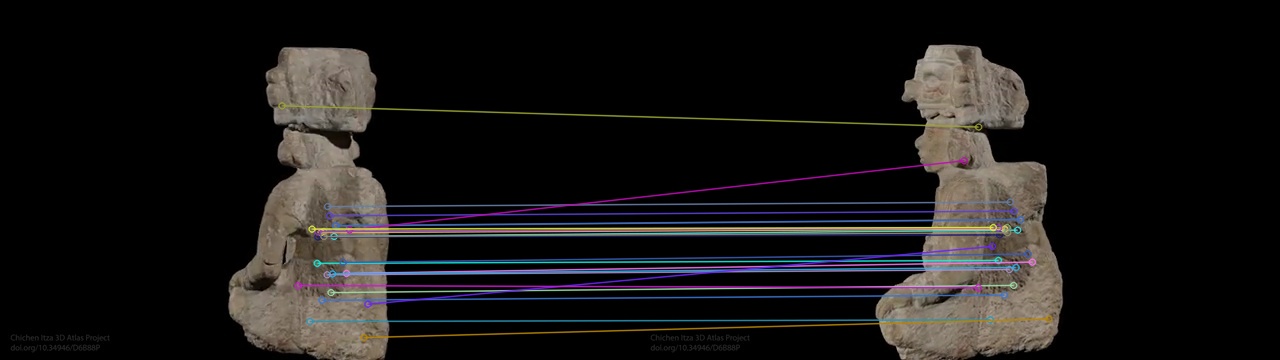 Chichen Itza 3D Atlas Project
doi.org/10.34946/D6B88P
Chichen Itza 3D Atlas Project
doi.org/10.34946/D6B88P